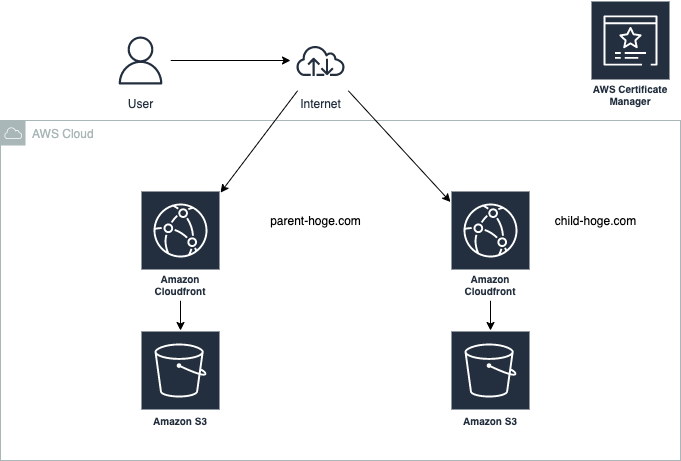 User
Internet
AWS Certificate
Manager
AWS Cloud
parent-hoge.com
child-hoge.com
Amazon
Cloudfront
Amazon
Cloudfront
Amazon S3
Amazon S3